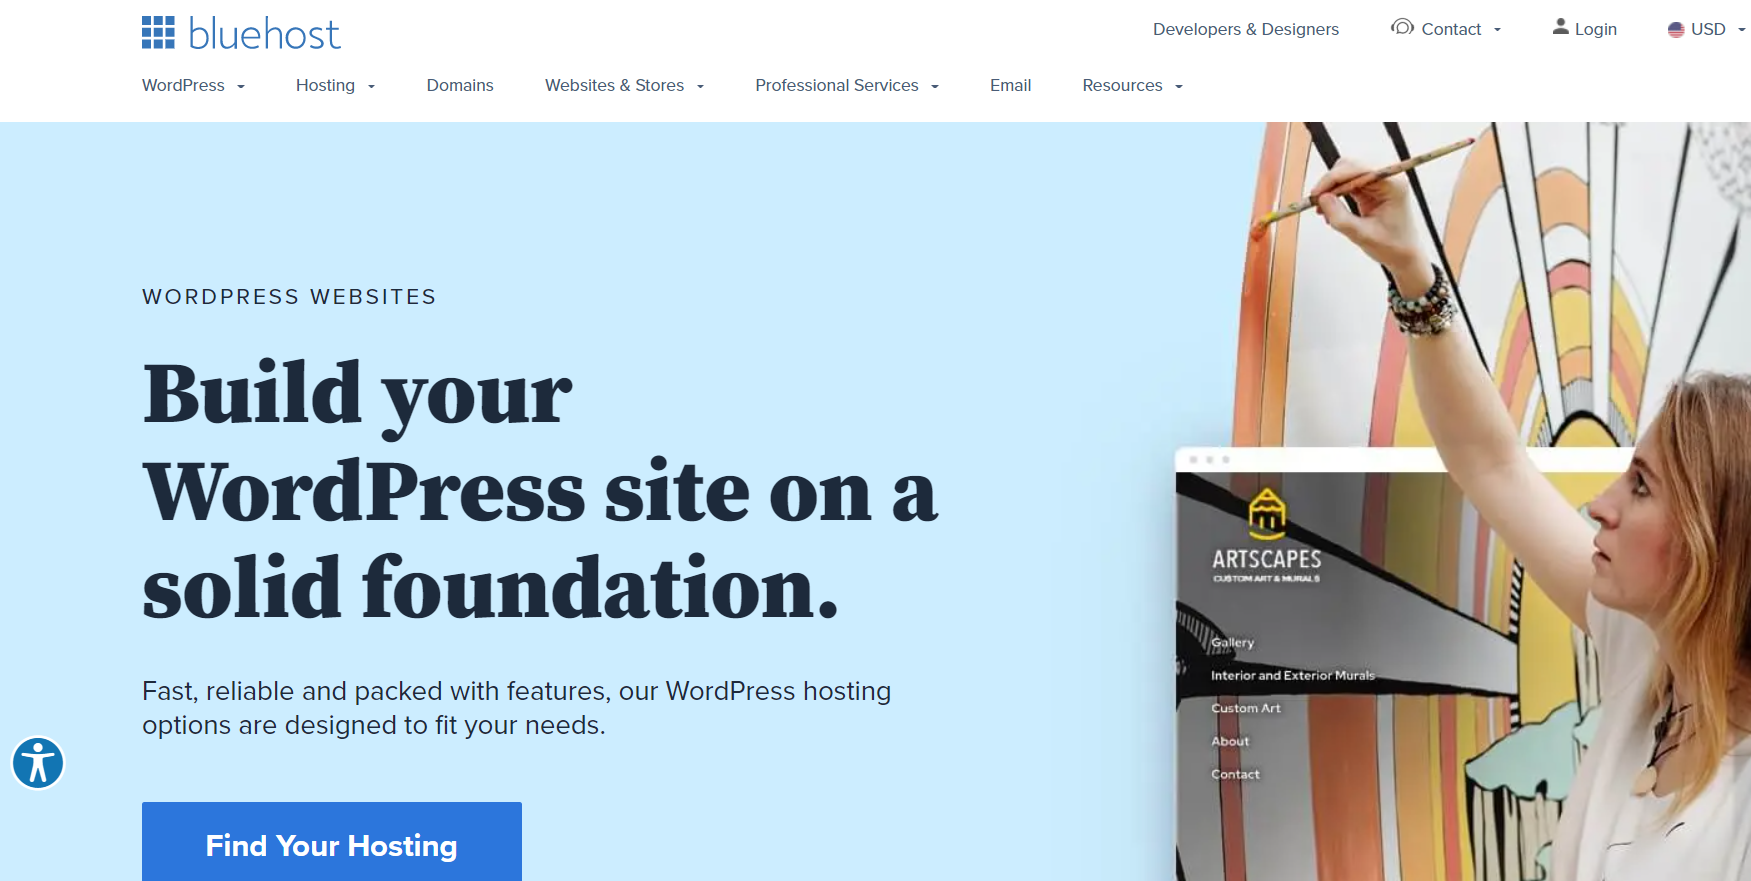 bluehost
Developers & Designers
Contact
Login
USD
WordPress
Hosting
Domains
Websites & Stores
Professional Services
Email
Resources
WORDPRESS WEBSITES
Build your
WordPress site on a
solid foundation.
Fast, reliable and packed with features, our WordPress hosting
options are designed to fit your needs.
Find Your Hosting
ARTSCAPES
CUSTOM ART & MURALS
Gallery
Interior and Exterior Murals
Custom Art
About
Contact